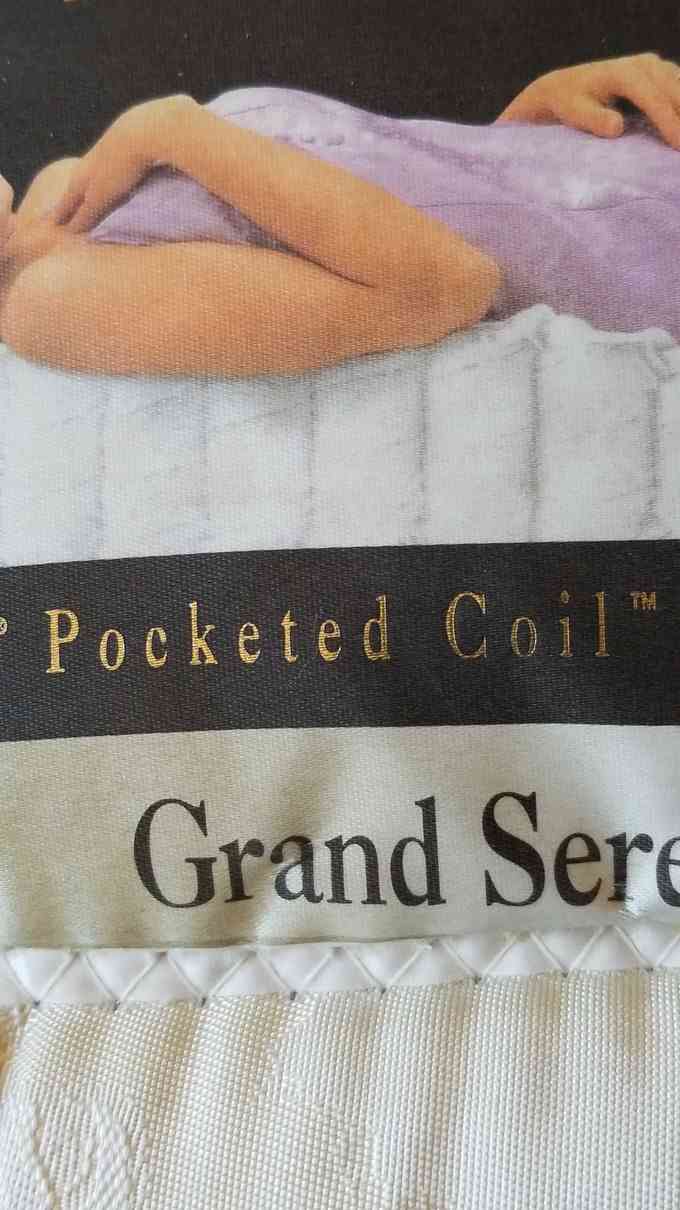 ® Pocketed Coil™
Grand Sere